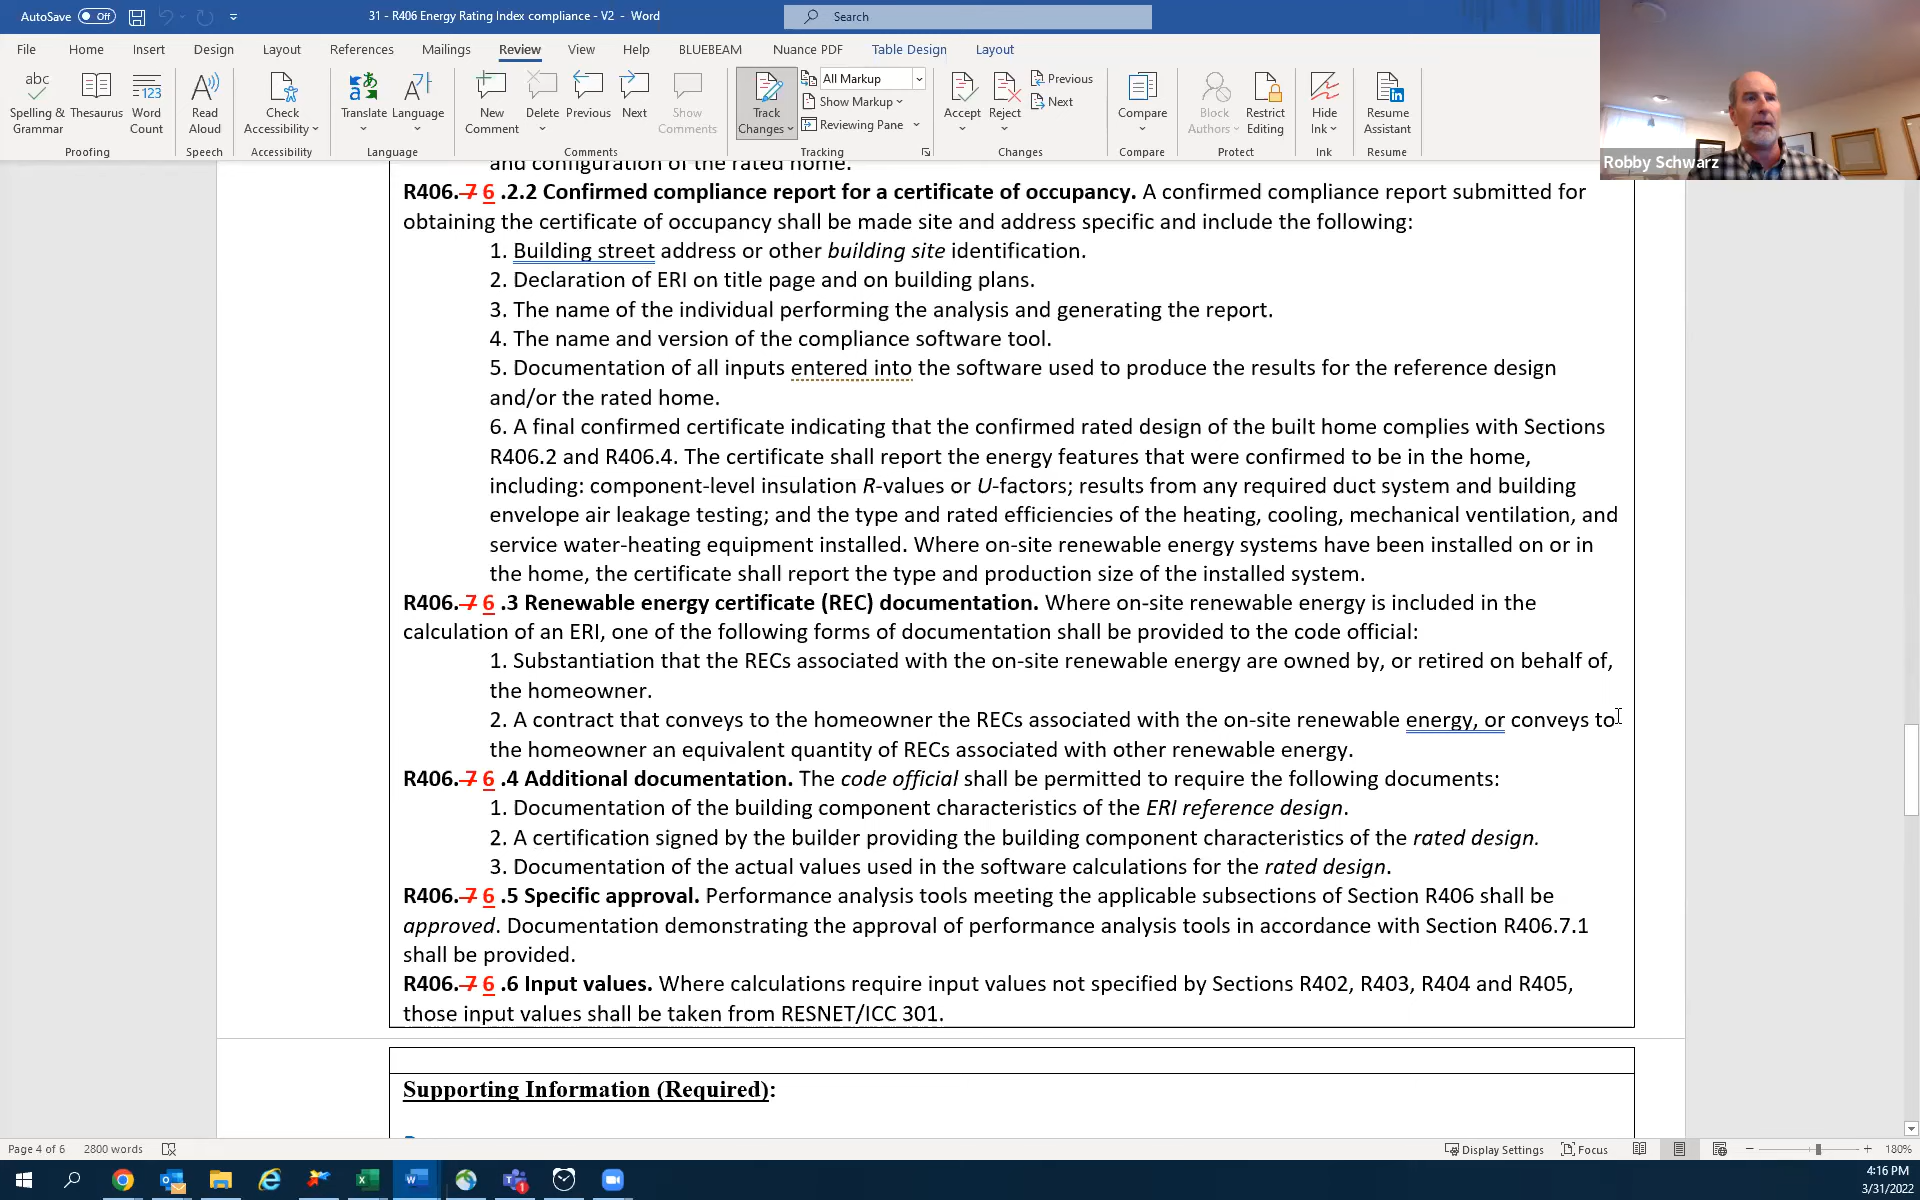 AutoSave Off
31 - R406 Energy Rating Index compliance - V2 - Word
Search
File Home Insert Design Layout References Mailings Review View Help BLUEBEAM Nuance PDF Table Design Layout
Spelling & Grammar
Thesaurus
Word Count
Proofing
Read Aloud
Speech
Check Accessibility
Accessibility
Translate
Language
Language
New Comment
Delete
Previous
Next
Show Comments
Comments
Track Changes
All Markup
Show Markup
Reviewing Pane
Tracking
Accept
Reject
Previous
Next
Changes
Compare
Compare
Block Authors
Restrict Editing
Protect
Hide Ink
Ink
Resume Assistant
Resume
Robby Schwarz
and configuration of the rated home.
R406. 7 6 .2.2 Confirmed compliance report for a certificate of occupancy. A confirmed compliance report submitted for
obtaining the certificate of occupancy shall be made site and address specific and include the following:
1. Building street address or other building site identification.
2. Declaration of ERI on title page and on building plans.
3. The name of the individual performing the analysis and generating the report.
4. The name and version of the compliance software tool.
5. Documentation of all inputs entered into the software used to produce the results for the reference design
and/or the rated home.
6. A final confirmed certificate indicating that the confirmed rated design of the built home complies with Sections
R406.2 and R406.4. The certificate shall report the energy features that were confirmed to be in the home,
including: component-level insulation R-values or U-factors; results from any required duct system and building
envelope air leakage testing; and the type and rated efficiencies of the heating, cooling, mechanical ventilation, and
service water-heating equipment installed. Where on-site renewable energy systems have been installed on or in
the home, the certificate shall report the type and production size of the installed system.
R406. 7 6 .3 Renewable energy certificate (REC) documentation. Where on-site renewable energy is included in the
calculation of an ERI, one of the following forms of documentation shall be provided to the code official:
1. Substantiation that the RECs associated with the on-site renewable energy are owned by, or retired on behalf of,
the homeowner.
2. A contract that conveys to the homeowner the RECs associated with the on-site renewable energy, or conveys to
the homeowner an equivalent quantity of RECs associated with other renewable energy.
R406. 7 6 .4 Additional documentation. The code official shall be permitted to require the following documents:
1. Documentation of the building component characteristics of the ERI reference design.
2. A certification signed by the builder providing the building component characteristics of the rated design.
3. Documentation of the actual values used in the software calculations for the rated design.
R406. 7 6 .5 Specific approval. Performance analysis tools meeting the applicable subsections of Section R406 shall be
approved. Documentation demonstrating the approval of performance analysis tools in accordance with Section R406.7.1
shall be provided.
R406. 7 6 .6 Input values. Where calculations require input values not specified by Sections R402, R403, R404 and R405,
those input values shall be taken from RESNET/ICC 301.
Supporting Information (Required):
Page 4 of 6 2800 words
Display Settings Focus 180%
4:16 PM
3/31/2022